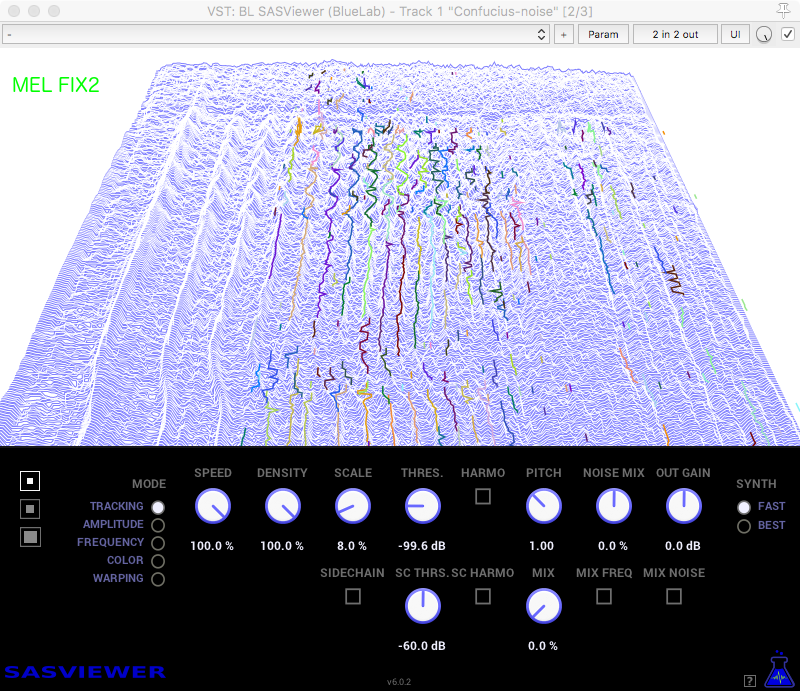 VST: BL SASViewer (BlueLab) - Track 1 "Confucius-noise" [2/3]
- + Param 2 in 2 out UI
MEL FIX2
SPEED DENSITY SCALE THRES. HARMO PITCH NOISE MIX OUT GAIN
MODE SYNTH
TRACKING FAST
AMPLITUDE BEST
FREQUENCY
100.0 % 100.0 % 8.0 % -99.6 dB 1.00 0.0 % 0.0 dB
COLOR
WARPING
SIDECHAIN SC THRS. SC HARMO MIX MIX FREQ MIX NOISE
-60.0 dB 0.0 %
SASVIEWER
v6.0.2
?